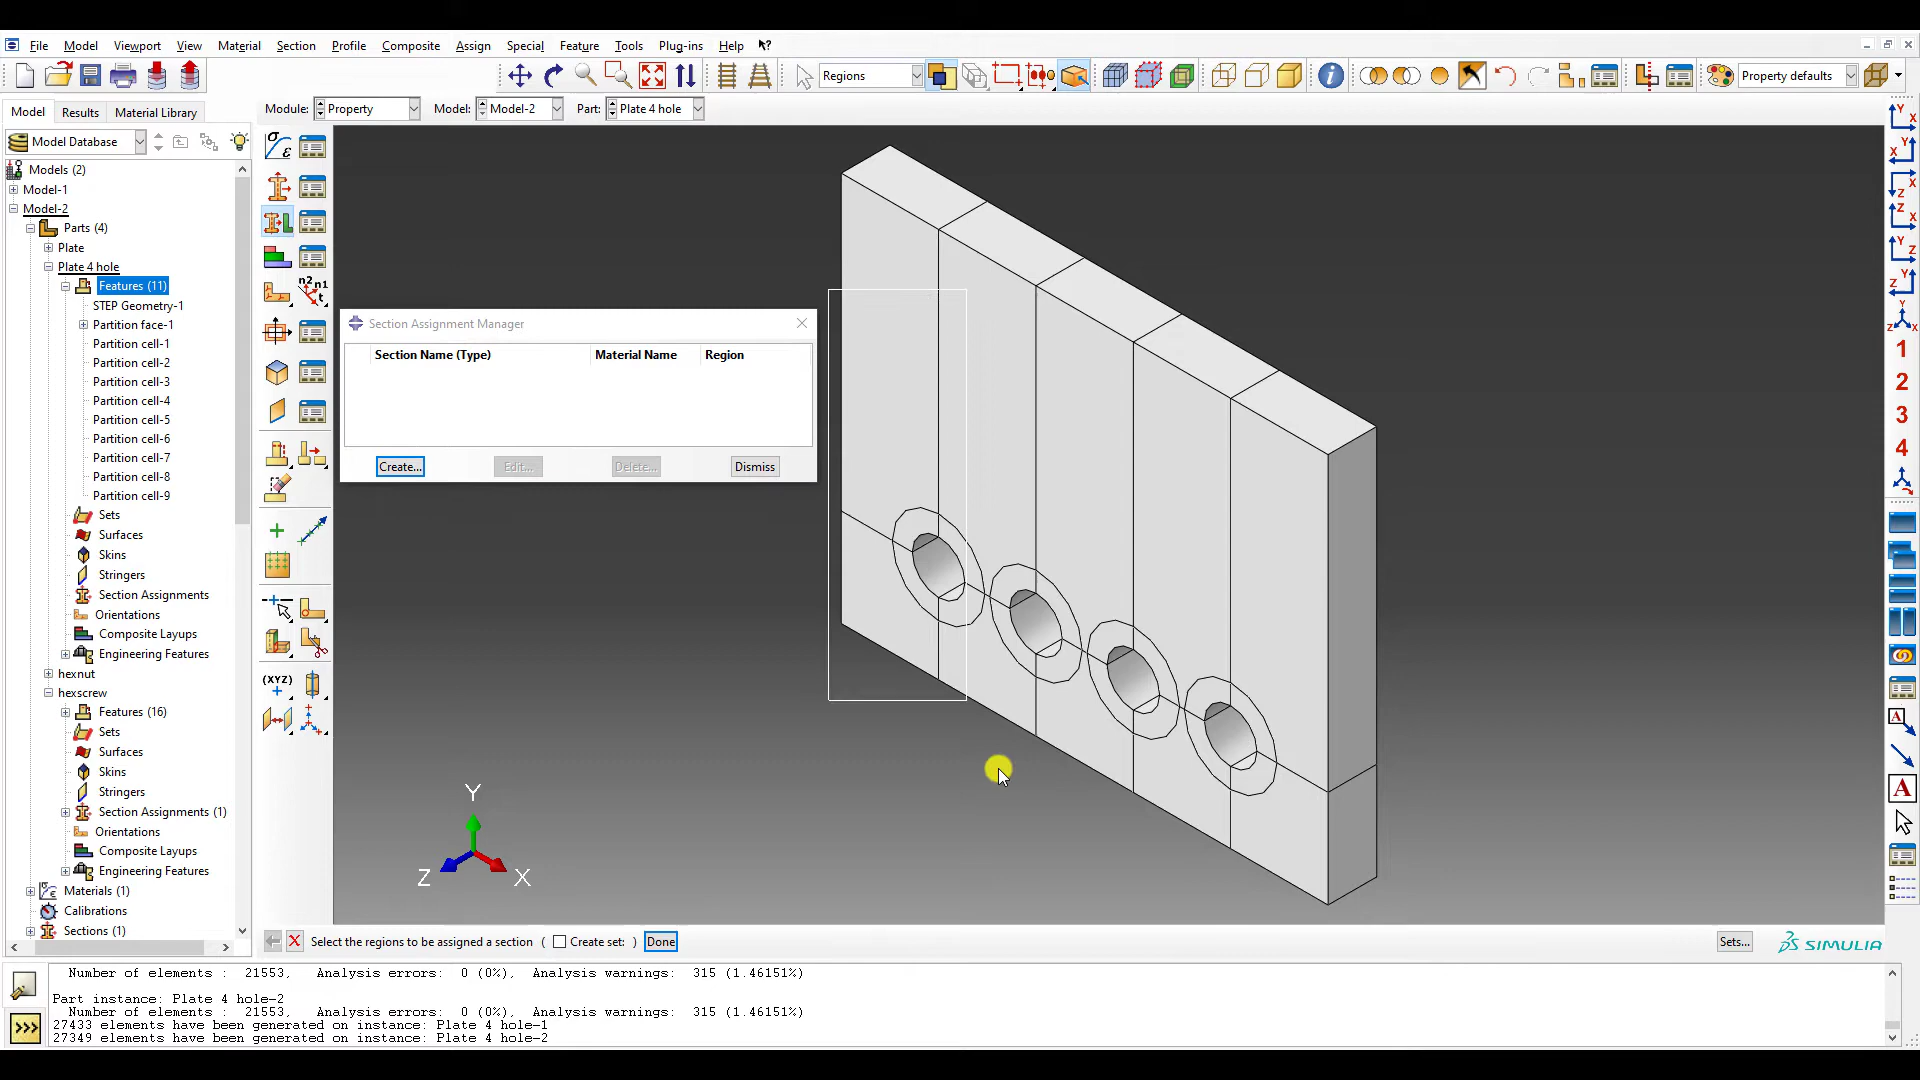 File Model Viewport View Material Section Profile Composite Assign Special Feature Tools Plug-ins Help
Regions
Property defaults
Model Results Material Library
Module: Property Model: Model-2 Part: Plate 4 hole
Model Database
Models (2)
Model-1
Model-2
Parts (4)
Plate
Plate 4 hole
Features (11)
STEP Geometry-1
Partition face-1
Partition cell-1
Partition cell-2
Partition cell-3
Partition cell-4
Partition cell-5
Partition cell-6
Partition cell-7
Partition cell-8
Partition cell-9
Sets
Surfaces
Skins
Stringers
Section Assignments
Orientations
Composite Layups
Engineering Features
hexnut
hexscrew
Features (16)
Sets
Surfaces
Skins
Stringers
Section Assignments (1)
Orientations
Composite Layups
Engineering Features
Materials (1)
Calibrations
Sections (1)
σ
ε
n2 n1
t
(XYZ)
Section Assignment Manager
Section Name (Type) Material Name Region
Create... Edit... Delete... Dismiss
Y
Z X
1
2
3
4
A
A
Select the regions to be assigned a section ( Create set: ) Done
Sets...
SIMULIA
Number of elements : 21553, Analysis errors: 0 (0%), Analysis warnings: 315 (1.46151%)
Part instance: Plate 4 hole-2
Number of elements : 21553, Analysis errors: 0 (0%), Analysis warnings: 315 (1.46151%)
27433 elements have been generated on instance: Plate 4 hole-1
27349 elements have been generated on instance: Plate 4 hole-2
>>>